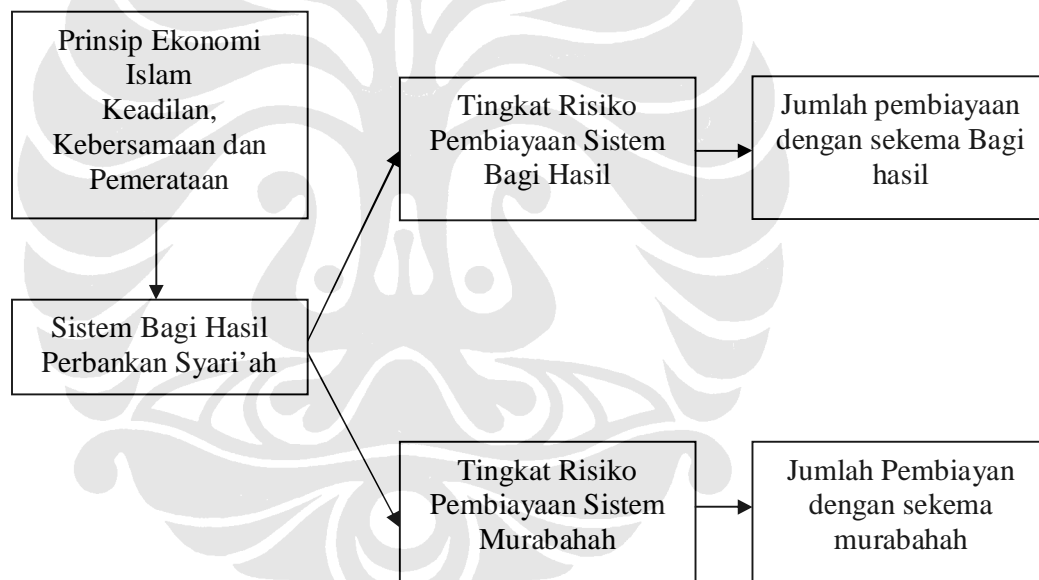 Prinsip Ekonomi
Islam
Keadilan,
Kebersamaan dan
Pemerataan
Tingkat Risiko
Pembiayaan Sistem
Bagi Hasil
Jumlah pembiayaan
dengan sekema Bagi
hasil
Sistem Bagi Hasil
Perbankan Syari’ah
Tingkat Risiko
Pembiayaan Sistem
Murabahah
Jumlah Pembiayan
dengan sekema
murabahah